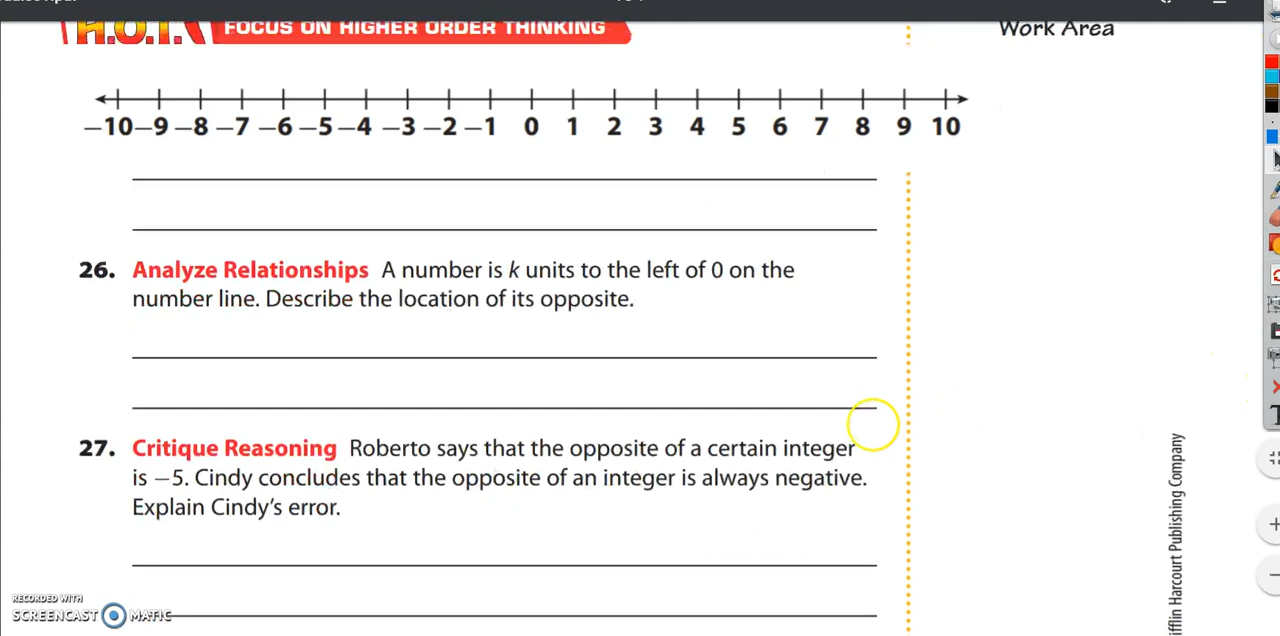 H.O.T. FOCUS ON HIGHER ORDER THINKING
Work Area
−10 −9 −8 −7 −6 −5 −4 −3 −2 −1 0 1 2 3 4 5 6 7 8 9 10
26. Analyze Relationships A number is k units to the left of 0 on the
number line. Describe the location of its opposite.
27. Critique Reasoning Roberto says that the opposite of a certain integer
is −5. Cindy concludes that the opposite of an integer is always negative.
Explain Cindy's error.
ifflin Harcourt Publishing Company
RECORDED WITH
SCREENCAST MATIC